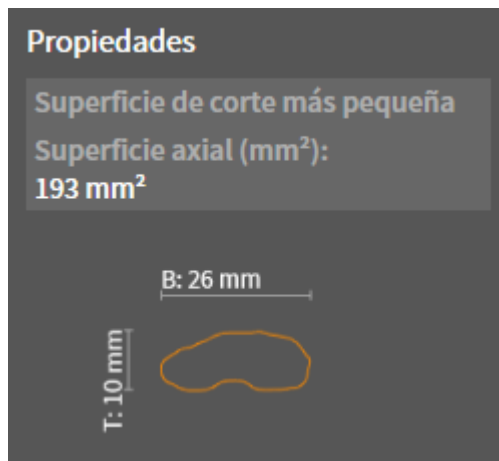 Propiedades
Superficie de corte más pequeña
Superficie axial (mm²):
193 mm²
B: 26 mm
T: 10 mm